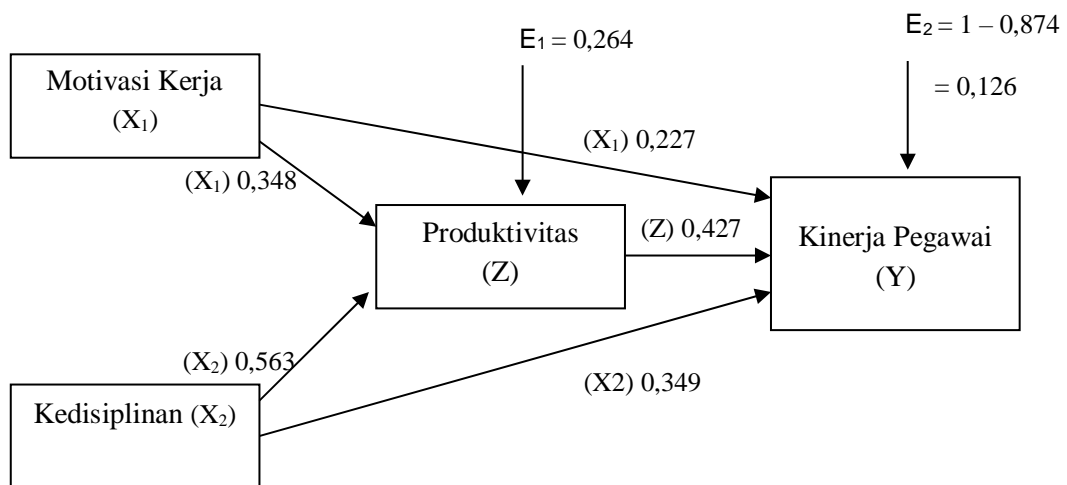 E₁ = 0,264
E₂ = 1 – 0,874
= 0,126
Motivasi Kerja
(X₁)
(X₁) 0,227
(X₁) 0,348
Produktivitas
(Z)
(Z) 0,427
Kinerja Pegawai
(Y)
(X₂) 0,563
(X2) 0,349
Kedisiplinan (X₂)